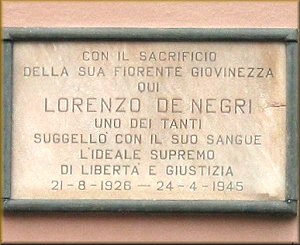 CON IL SACRIFICIO
DELLA SUA FIORENTE GIOVINEZZA
QUI
LORENZO DE NEGRI
UNO DEI TANTI
SUGGELLÒ CON IL SUO SANGUE
L'IDEALE SUPREMO
DI LIBERTÀ E GIUSTIZIA
21-8-1926 — 24-4-1945